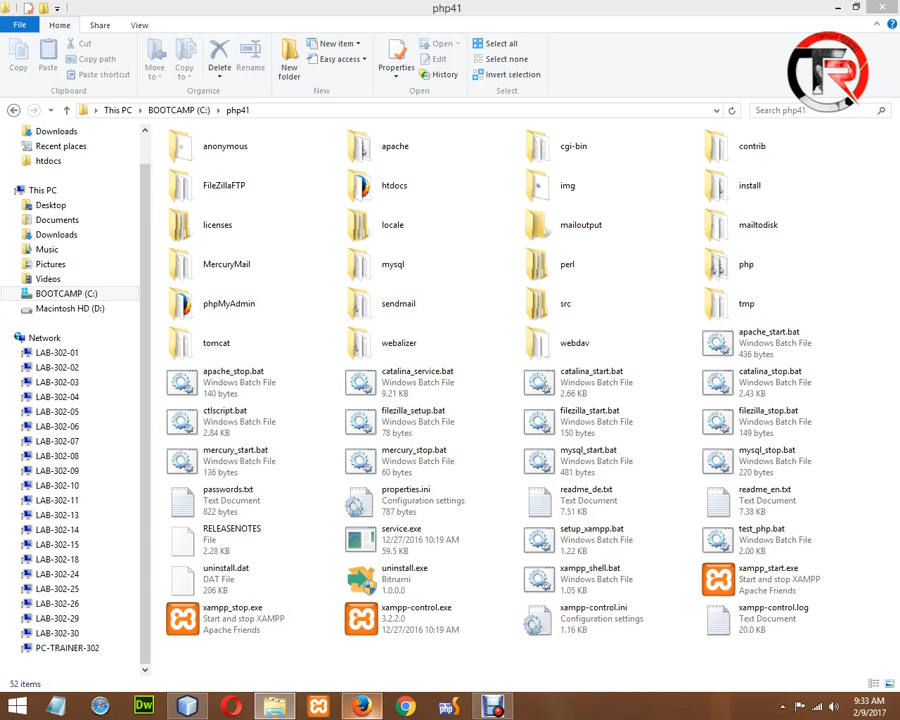 php41
File
Home
Share
View
Copy
Paste
Cut
Copy path
Paste shortcut
Clipboard
Move to
Copy to
Delete
Rename
Organize
New folder
New item
Easy access
New
Properties
Open
Edit
History
Open
Select all
Select none
Invert selection
Select
TR
This PC
BOOTCAMP (C:)
php41
Search php41
Downloads
Recent places
htdocs
This PC
Desktop
Documents
Downloads
Music
Pictures
Videos
BOOTCAMP (C:)
Macintosh HD (D:)
Network
LAB-302-01
LAB-302-02
LAB-302-03
LAB-302-04
LAB-302-05
LAB-302-06
LAB-302-07
LAB-302-08
LAB-302-09
LAB-302-10
LAB-302-11
LAB-302-13
LAB-302-14
LAB-302-15
LAB-302-18
LAB-302-24
LAB-302-25
LAB-302-26
LAB-302-29
LAB-302-30
PC-TRAINER-302
anonymous
apache
cgi-bin
contrib
FileZillaFTP
htdocs
img
install
licenses
locale
mailoutput
mailtodisk
MercuryMail
mysql
perl
php
phpMyAdmin
sendmail
src
tmp
tomcat
webalizer
webdav
apache_start.bat
Windows Batch File
436 bytes
apache_stop.bat
Windows Batch File
140 bytes
catalina_service.bat
Windows Batch File
9.21 KB
catalina_start.bat
Windows Batch File
2.66 KB
catalina_stop.bat
Windows Batch File
2.43 KB
ctlscript.bat
Windows Batch File
2.84 KB
filezilla_setup.bat
Windows Batch File
78 bytes
filezilla_start.bat
Windows Batch File
150 bytes
filezilla_stop.bat
Windows Batch File
149 bytes
mercury_start.bat
Windows Batch File
136 bytes
mercury_stop.bat
Windows Batch File
60 bytes
mysql_start.bat
Windows Batch File
481 bytes
mysql_stop.bat
Windows Batch File
220 bytes
passwords.txt
Text Document
822 bytes
properties.ini
Configuration settings
787 bytes
readme_de.txt
Text Document
7.51 KB
readme_en.txt
Text Document
7.38 KB
RELEASENOTES
File
2.28 KB
service.exe
12/27/2016 10:19 AM
59.5 KB
setup_xampp.bat
Windows Batch File
1.22 KB
test_php.bat
Windows Batch File
2.00 KB
uninstall.dat
DAT File
206 KB
uninstall.exe
Bitnami
1.0.0.0
xampp_shell.bat
Windows Batch File
1.05 KB
xampp_start.exe
Start and stop XAMPP
Apache Friends
xampp_stop.exe
Start and stop XAMPP
Apache Friends
xampp-control.exe
3.2.2.0
12/27/2016 10:19 AM
xampp-control.ini
Configuration settings
1.16 KB
xampp-control.log
Text Document
20.0 KB
52 items
Dw
php
9:33 AM
2/9/2017